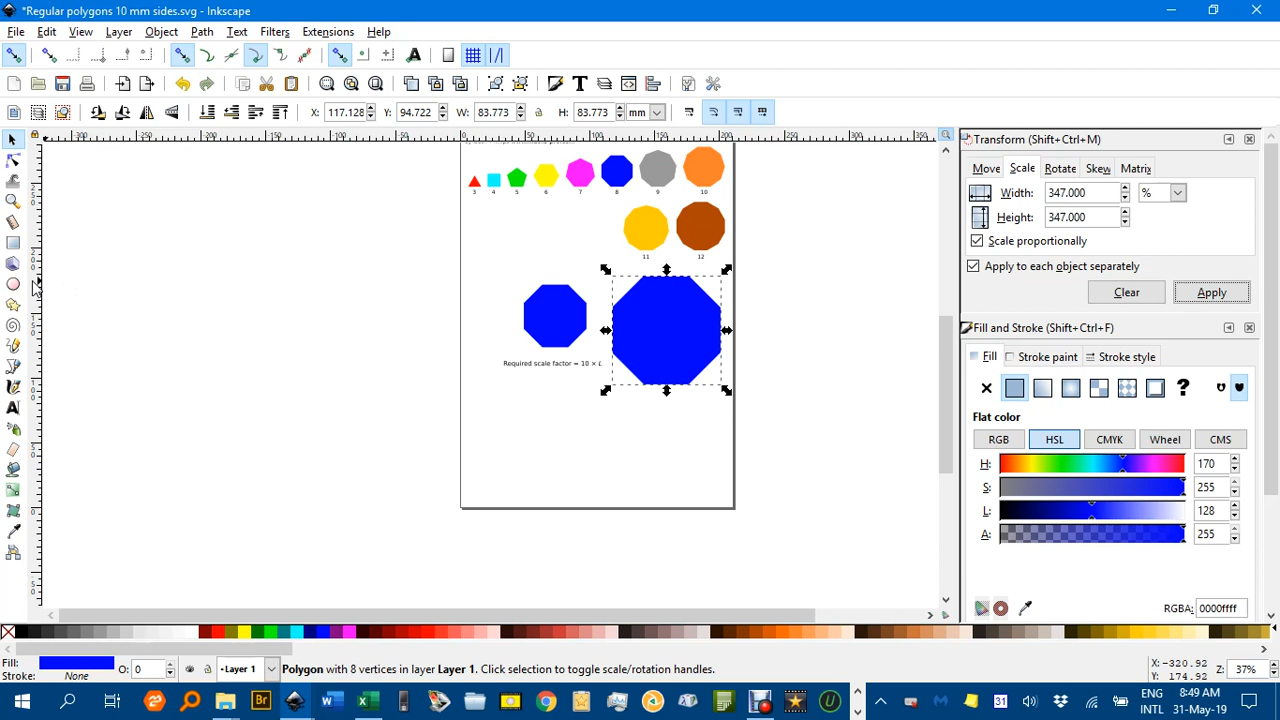 *Regular polygons 10 mm sides.svg - Inkscape
File Edit View Layer Object Path Text Filters Extensions Help
X: 117.128 Y: 94.722 W: 83.773 H: 83.773 mm
Transform (Shift+Ctrl+M)
Move Scale Rotate Skew Matrix
Width: 347.000 %
Height: 347.000
Scale proportionally
Apply to each object separately
Clear Apply
3 4 5 6 7 8 9 10
11 12
Required scale factor = 10 × L
Fill and Stroke (Shift+Ctrl+F)
Fill Stroke paint Stroke style
?
Flat color
RGB HSL CMYK Wheel CMS
H: 170
S: 255
L: 128
A: 255
RGBA: 0000ffff
Fill:
Stroke: None
O: 0
Layer 1
Polygon with 8 vertices in layer Layer 1. Click selection to toggle scale/rotation handles.
X: -320.92
Y: 174.92
Z: 37%
ENG
INTL
8:49 AM
31-May-19